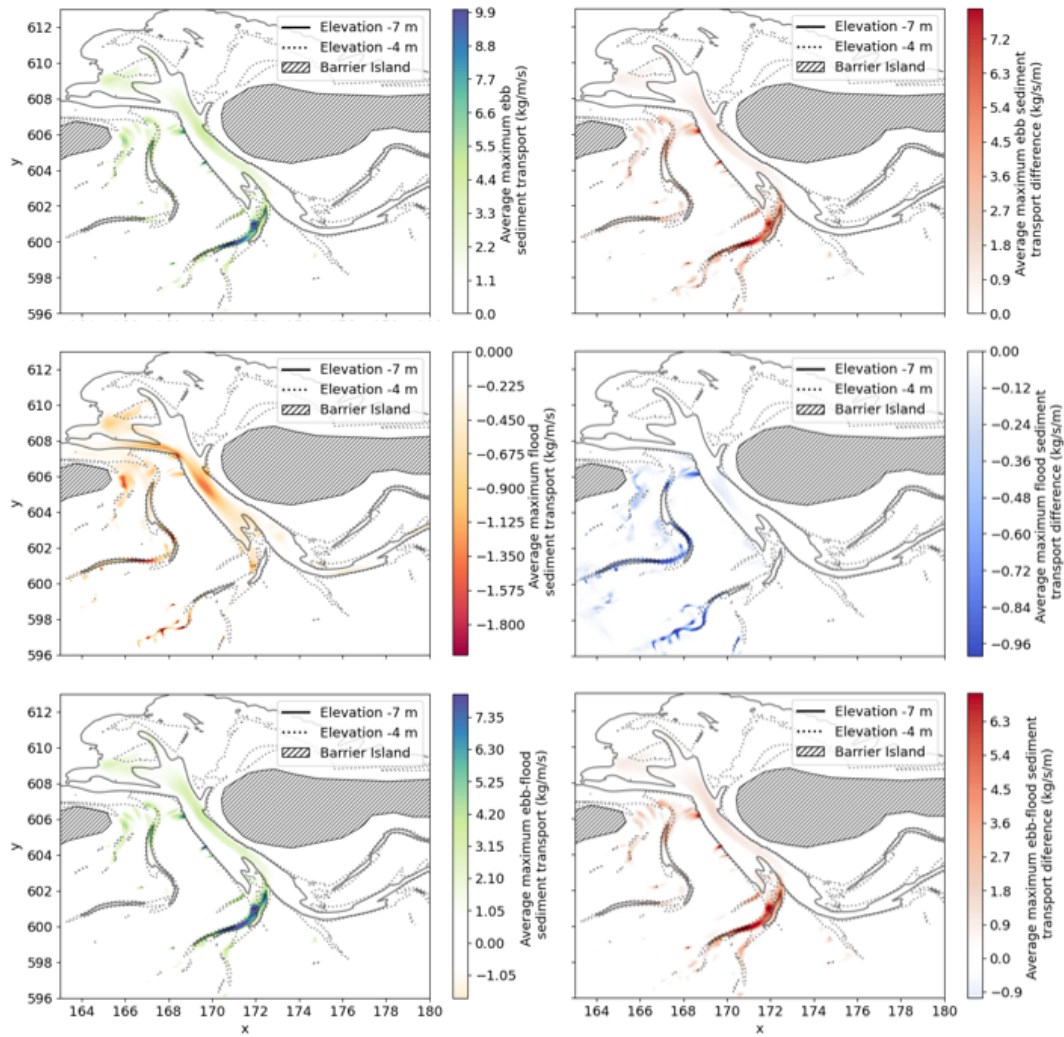 612
610
608
606
604
602
600
598
596
y
Elevation -7 m
Elevation -4 m
Barrier Island
9.9
8.8
7.7
6.6
5.5
4.4
3.3
2.2
1.1
0.0
Average maximum ebb
sediment transport (kg/m/s)
Elevation -7 m
Elevation -4 m
Barrier Island
7.2
6.3
5.4
4.5
3.6
2.7
1.8
0.9
0.0
Average maximum ebb sediment
transport difference (kg/s/m)
612
610
608
606
604
602
600
598
596
y
Elevation -7 m
Elevation -4 m
Barrier Island
0.000
−0.225
−0.450
−0.675
−0.900
−1.125
−1.350
−1.575
−1.800
Average maximum flood
sediment transport (kg/m/s)
Elevation -7 m
Elevation -4 m
Barrier Island
0.00
−0.12
−0.24
−0.36
−0.48
−0.60
−0.72
−0.84
−0.96
Average maximum flood sediment
transport difference (kg/s/m)
612
610
608
606
604
602
600
598
596
y
164 166 168 170 172 174 176 178 180
x
Elevation -7 m
Elevation -4 m
Barrier Island
7.35
6.30
5.25
4.20
3.15
2.10
1.05
0.00
−1.05
Average maximum ebb-flood
sediment transport (kg/m/s)
Elevation -7 m
Elevation -4 m
Barrier Island
164 166 168 170 172 174 176 178 180
x
6.3
5.4
4.5
3.6
2.7
1.8
0.9
0.0
−0.9
Average maximum ebb-flood sediment
transport difference (kg/s/m)